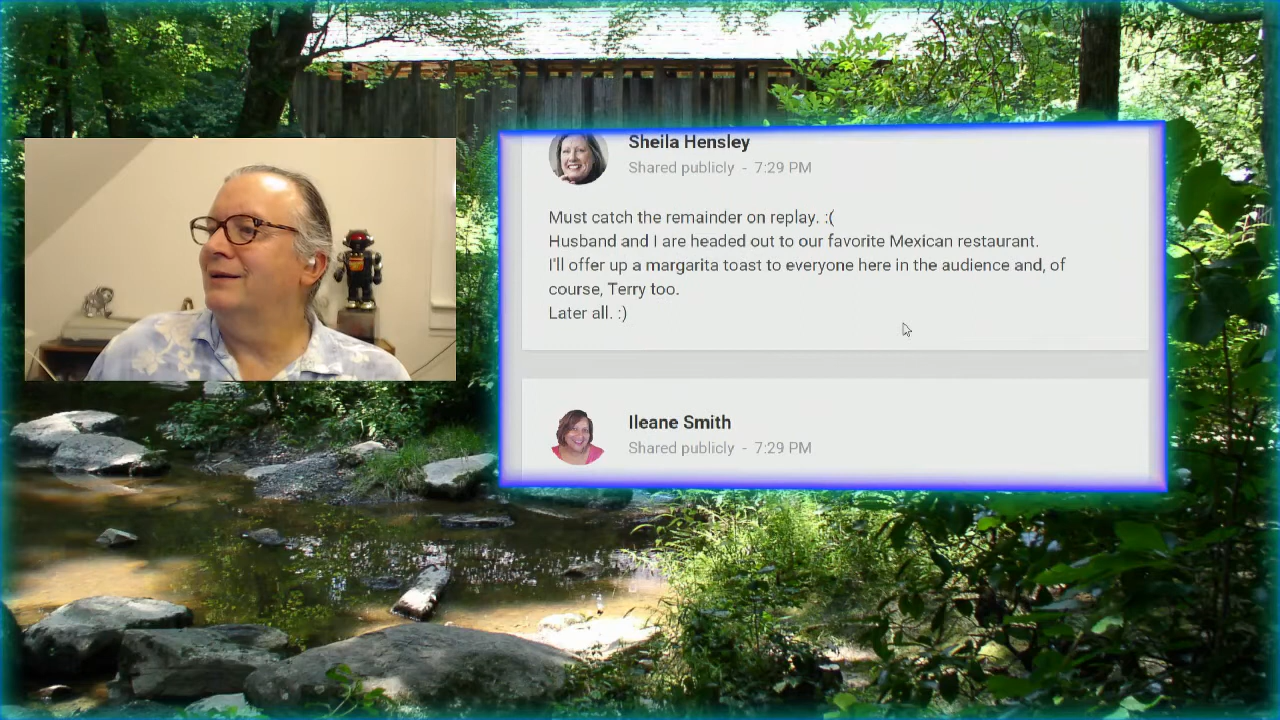 Sheila Hensley
Shared publicly - 7:29 PM
Must catch the remainder on replay. :(
Husband and I are headed out to our favorite Mexican restaurant.
I'll offer up a margarita toast to everyone here in the audience and, of
course, Terry too.
Later all. :)
Ileane Smith
Shared publicly - 7:29 PM